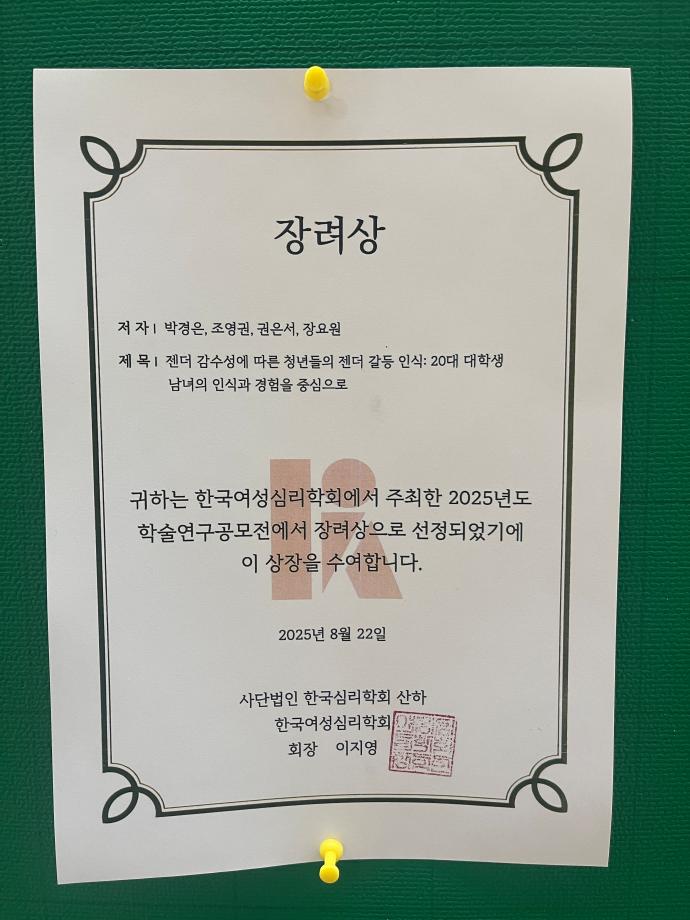 장려상
저 자 | 박경은, 조영권, 권은서, 장요원
제 목 | 젠더 감수성에 따른 청년들의 젠더 갈등 인식: 20대 대학생
남녀의 인식과 경험을 중심으로
귀하는 한국여성심리학회에서 주최한 2025년도
학술연구공모전에서 장려상으로 선정되었기에
이 상장을 수여합니다.
2025년 8월 22일
사단법인 한국심리학회 산하
한국여성심리학회
회장 이지영